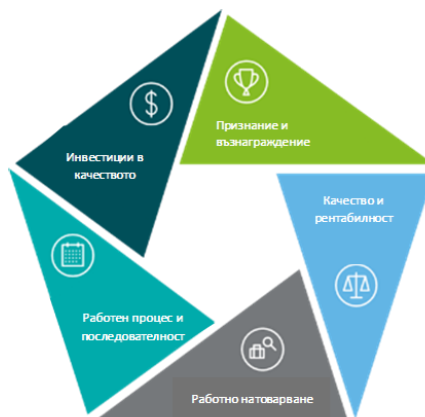 Признание и
възнаграждение
Инвестиции в
качеството
Качество и
рентабилност
Работен процес и
последователност
Работно натоварване